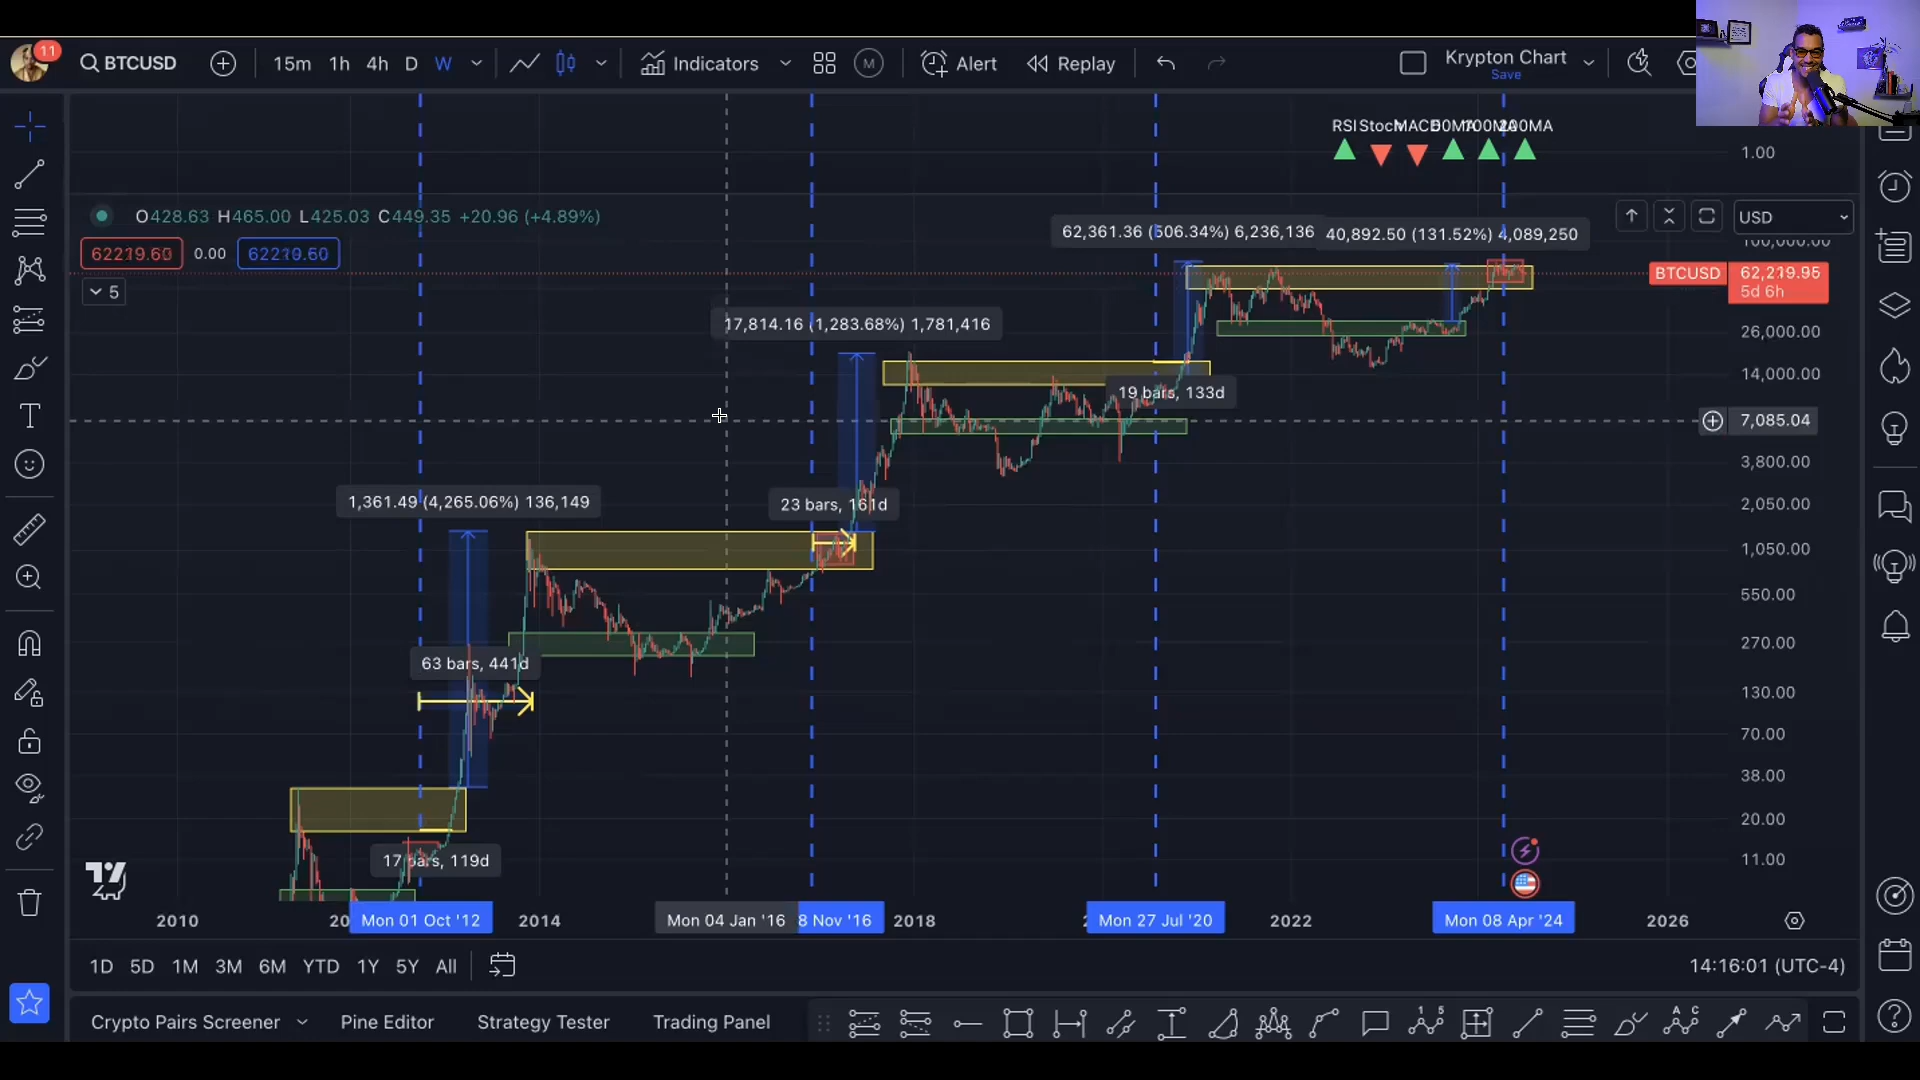 11
BTCUSD
15m 1h 4h D W
Indicators
M
Alert
Replay
Krypton Chart
Save
RSI Stoch MACD 50MA 100MA 200MA
1.00
O428.63 H465.00 L425.03 C449.35 +20.96 (+4.89%)
USD
62219.60 0.00 62219.60
5
62,361.36 (506.34%) 6,236,136
40,892.50 (131.52%) 4,089,250
100,000.00
BTCUSD 62,219.95
5d 6h
17,814.16 (1,283.68%) 1,781,416
26,000.00
14,000.00
19 bars, 133d
7,085.04
3,800.00
1,361.49 (4,265.06%) 136,149
23 bars, 161d
2,050.00
1,050.00
550.00
270.00
63 bars, 441d
130.00
70.00
38.00
20.00
17 bars, 119d
11.00
2010
Mon 01 Oct '12
2014
Mon 04 Jan '16
8 Nov '16
2018
Mon 27 Jul '20
2022
Mon 08 Apr '24
2026
1D 5D 1M 3M 6M YTD 1Y 5Y All
14:16:01 (UTC-4)
Crypto Pairs Screener
Pine Editor
Strategy Tester
Trading Panel